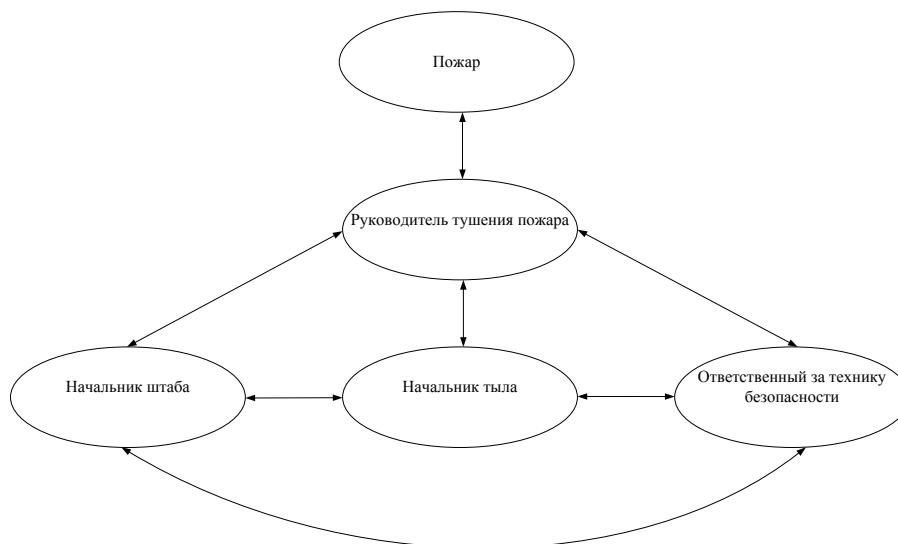 Пожар
Руководитель тушения пожара
Начальник штаба
Начальник тыла
Ответственный за технику
безопасности